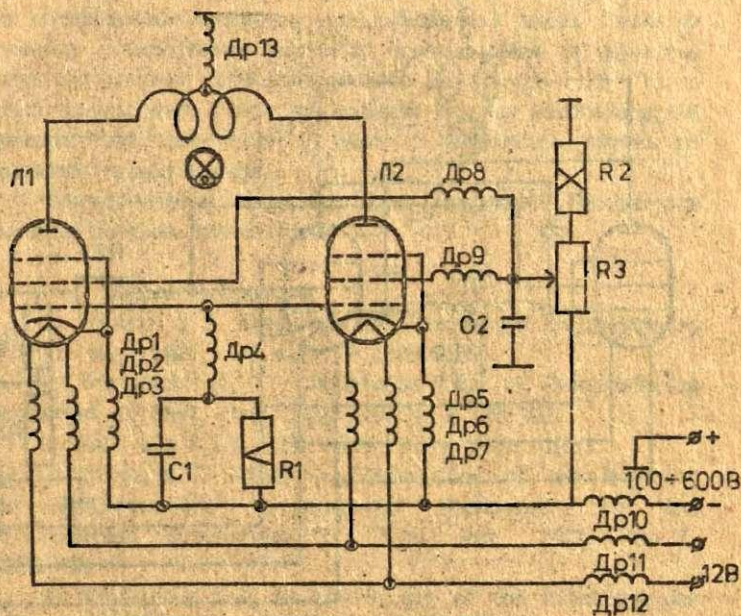 Др13
Л1
Л2
Др8
R2
Др9
R3
C2
Др1
Др2
Др3
Др4
Др5
Др6
Др7
C1
R1
+
100÷600В
-
Др10
Др11
12В
Др12